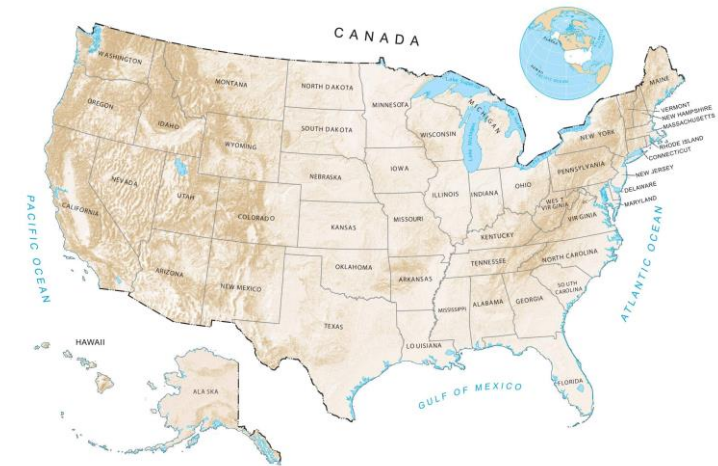 CANADA
WASHINGTON
OREGON
IDAHO
MONTANA
NORTH DAKOTA
SOUTH DAKOTA
MINNESOTA
WISCONSIN
MICHIGAN
Lake Michigan
WYOMING
NEBRASKA
IOWA
ILLINOIS
INDIANA
OHIO
PENNSYLVANIA
NEW YORK
MAINE
VERMONT
NEW HAMPSHIRE
MASSACHUSETTS
RHODE ISLAND
CONNECTICUT
NEW JERSEY
DELAWARE
MARYLAND
WEST
VIRGINIA
VIRGINIA
NEVADA
UTAH
COLORADO
KANSAS
MISSOURI
KENTUCKY
CALIFORNIA
ARIZONA
NEW MEXICO
OKLAHOMA
ARKANSAS
TENNESSEE
NORTH CAROLINA
SOUTH
CAROLINA
TEXAS
LOUISIANA
MISSISSIPPI
ALABAMA
GEORGIA
FLORIDA
PACIFIC OCEAN
ATLANTIC OCEAN
GULF OF MEXICO
HAWAII
ALASKA